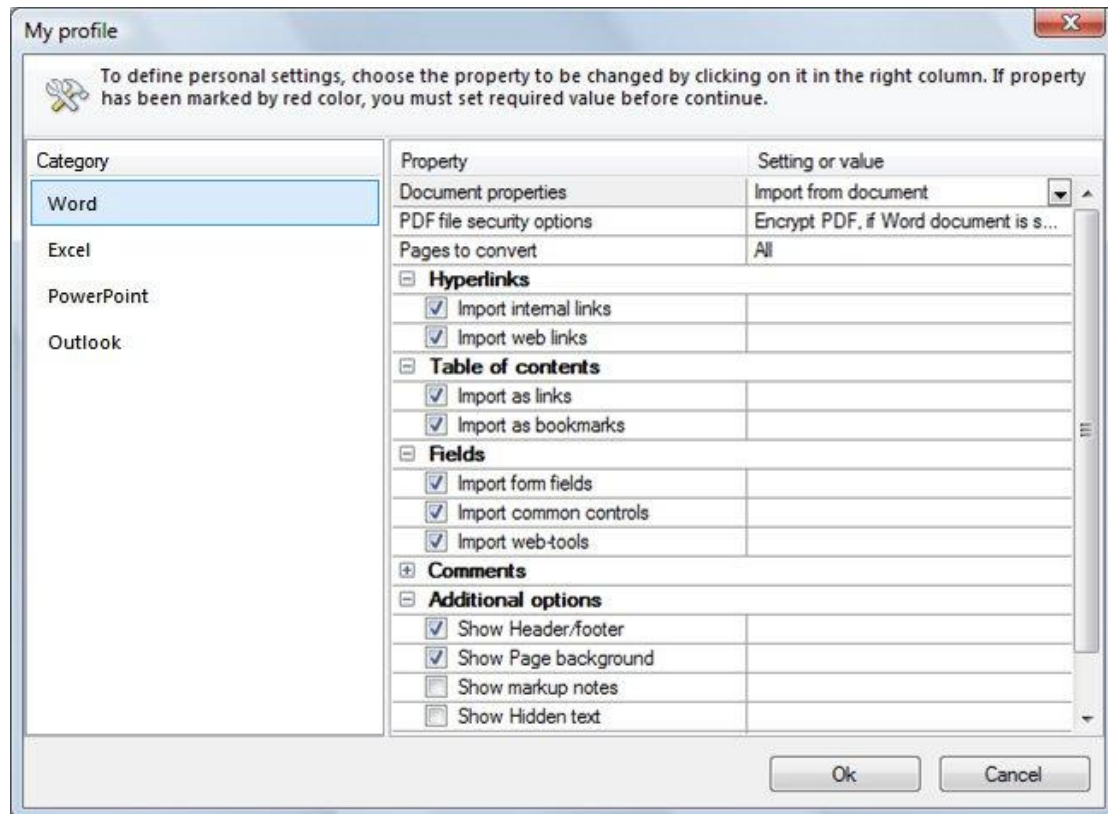 My profile
To define personal settings, choose the property to be changed by clicking on it in the right column. If property
has been marked by red color, you must set required value before continue.
Category
Word
Excel
PowerPoint
Outlook
Property Setting or value
Document properties Import from document
PDF file security options Encrypt PDF, if Word document is s...
Pages to convert All
Hyperlinks
Import internal links
Import web links
Table of contents
Import as links
Import as bookmarks
Fields
Import form fields
Import common controls
Import web-tools
Comments
Additional options
Show Header/footer
Show Page background
Show markup notes
Show Hidden text
Ok Cancel